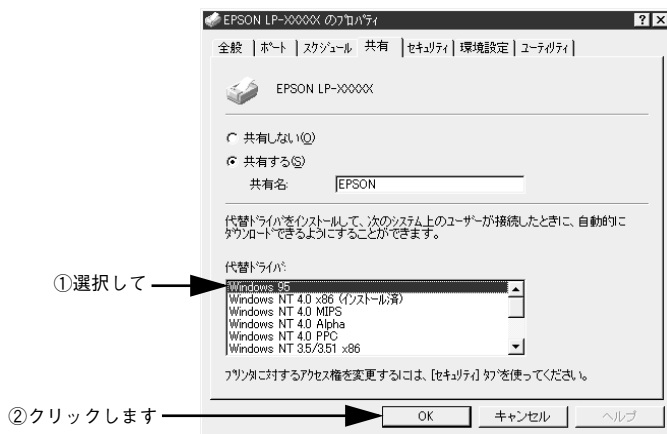 EPSON LP-XXXXX のプロパティ
全般 ポート スケジュール 共有 セキュリティ 環境設定 ユーティリティ
EPSON LP-XXXXX
共有しない(O)
共有する(S)
共有名: EPSON
代替ドライバをインストールして、次のシステム上のユーザーが接続したときに、自動的に
ダウンロードできるようにすることができます。
代替ドライバ:
①選択して
Windows 95
Windows NT 4.0 x86 (インストール済)
Windows NT 4.0 MIPS
Windows NT 4.0 Alpha
Windows NT 4.0 PPC
Windows NT 3.5/3.51 x86
プリンタに対するアクセス権を変更するには、[セキュリティ] タブを使ってください。
②クリックします
OK キャンセル ヘルプ